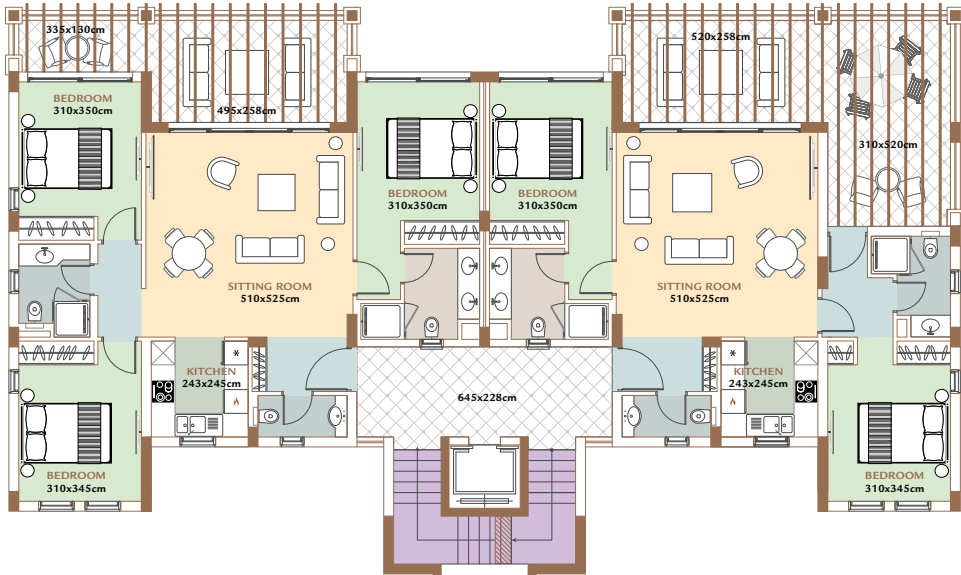 335x130cm
520x258cm
BEDROOM
310x350cm
495x258cm
310x520cm
BEDROOM
310x350cm
BEDROOM
310x350cm
SITTING ROOM
510x525cm
SITTING ROOM
510x525cm
KITCHEN
243x245cm
KITCHEN
243x245cm
645x228cm
BEDROOM
310x345cm
BEDROOM
310x345cm